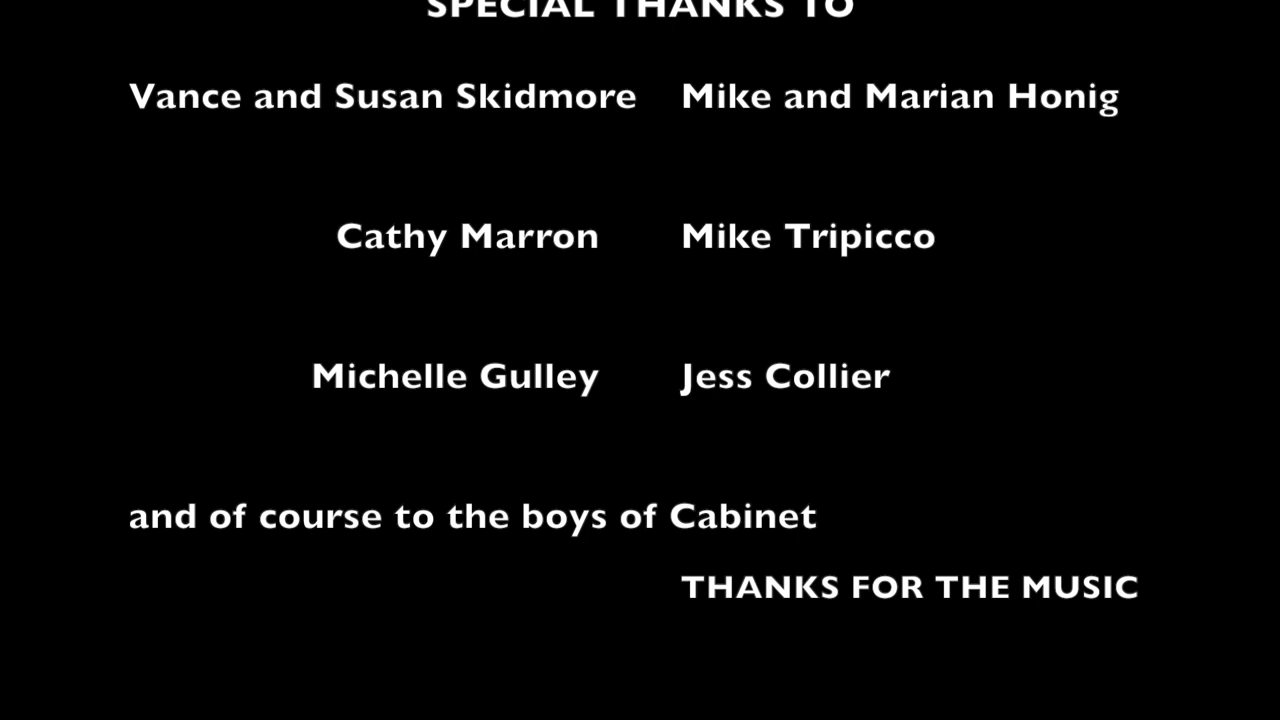 SPECIAL THANKS TO
Vance and Susan Skidmore Mike and Marian Honig
Cathy Marron Mike Tripicco
Michelle Gulley Jess Collier
and of course to the boys of Cabinet
THANKS FOR THE MUSIC